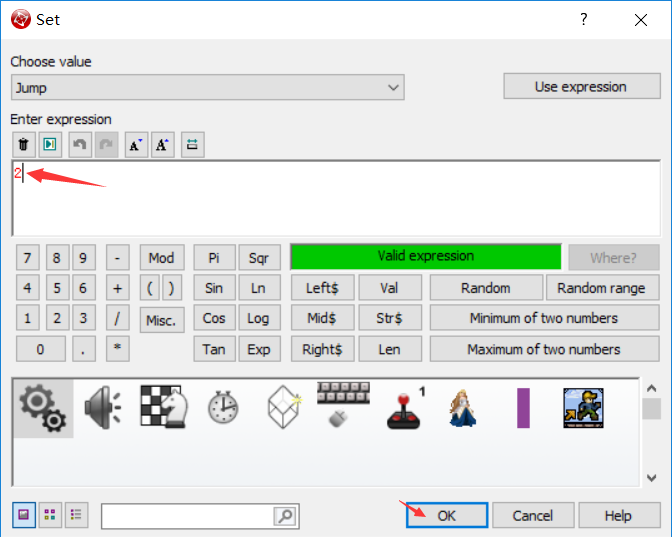 Set
?
Choose value
Jump
Use expression
Enter expression
A A
2
7 8 9 - Mod Pi Sqr Valid expression Where?
4 5 6 + ( ) Sin Ln Left$ Val Random Random range
1 2 3 / Misc. Cos Log Mid$ Str$ Minimum of two numbers
0 . * Tan Exp Right$ Len Maximum of two numbers
1
OK Cancel Help